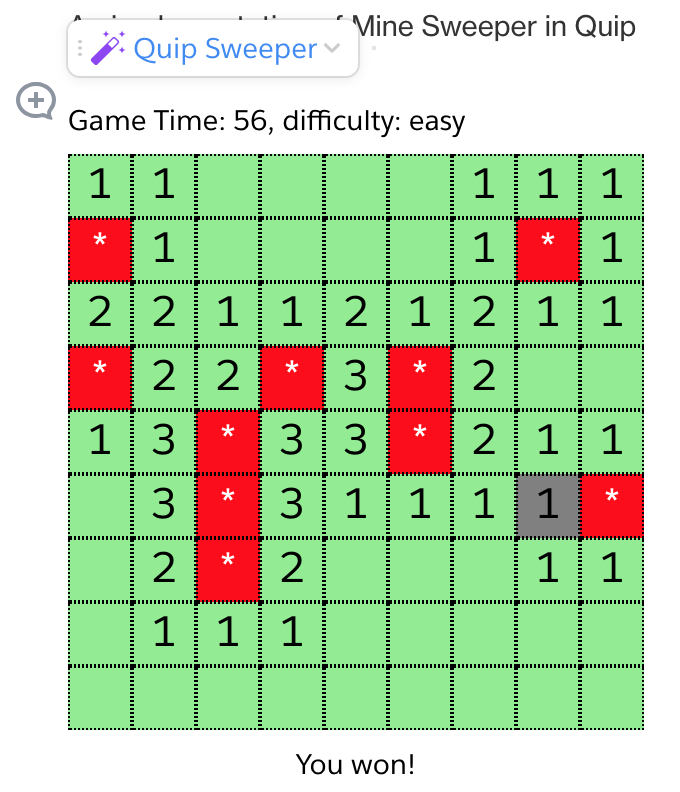 Mine Sweeper in Quip
Quip Sweeper
Game Time: 56, difficulty: easy
1 1 1 1 1
* 1 1 * 1
2 2 1 1 2 1 2 1 1
* 2 2 * 3 * 2
1 3 * 3 3 * 2 1 1
3 * 3 1 1 1 1 *
2 * 2 1 1
1 1 1
You won!